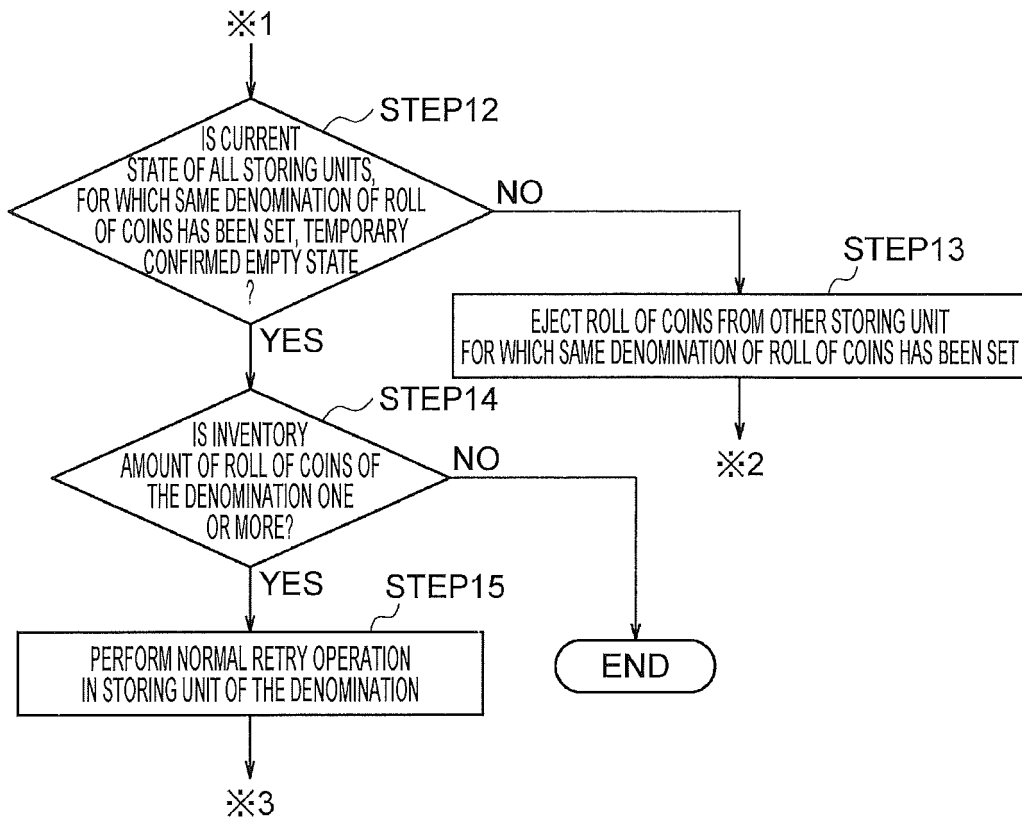 ※1
STEP12
IS CURRENT
STATE OF ALL STORING UNITS,
FOR WHICH SAME DENOMINATION OF ROLL
OF COINS HAS BEEN SET, TEMPORARY
CONFIRMED EMPTY STATE
?
NO
STEP13
EJECT ROLL OF COINS FROM OTHER STORING UNIT
FOR WHICH SAME DENOMINATION OF ROLL OF COINS HAS BEEN SET
※2
YES
STEP14
IS INVENTORY
AMOUNT OF ROLL OF COINS OF
THE DENOMINATION ONE
OR MORE?
NO
END
YES
STEP15
PERFORM NORMAL RETRY OPERATION
IN STORING UNIT OF THE DENOMINATION
※3